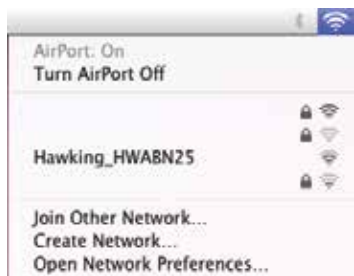 AirPort: On
Turn AirPort Off
Hawking_HWABN25
Join Other Network...
Create Network...
Open Network Preferences...